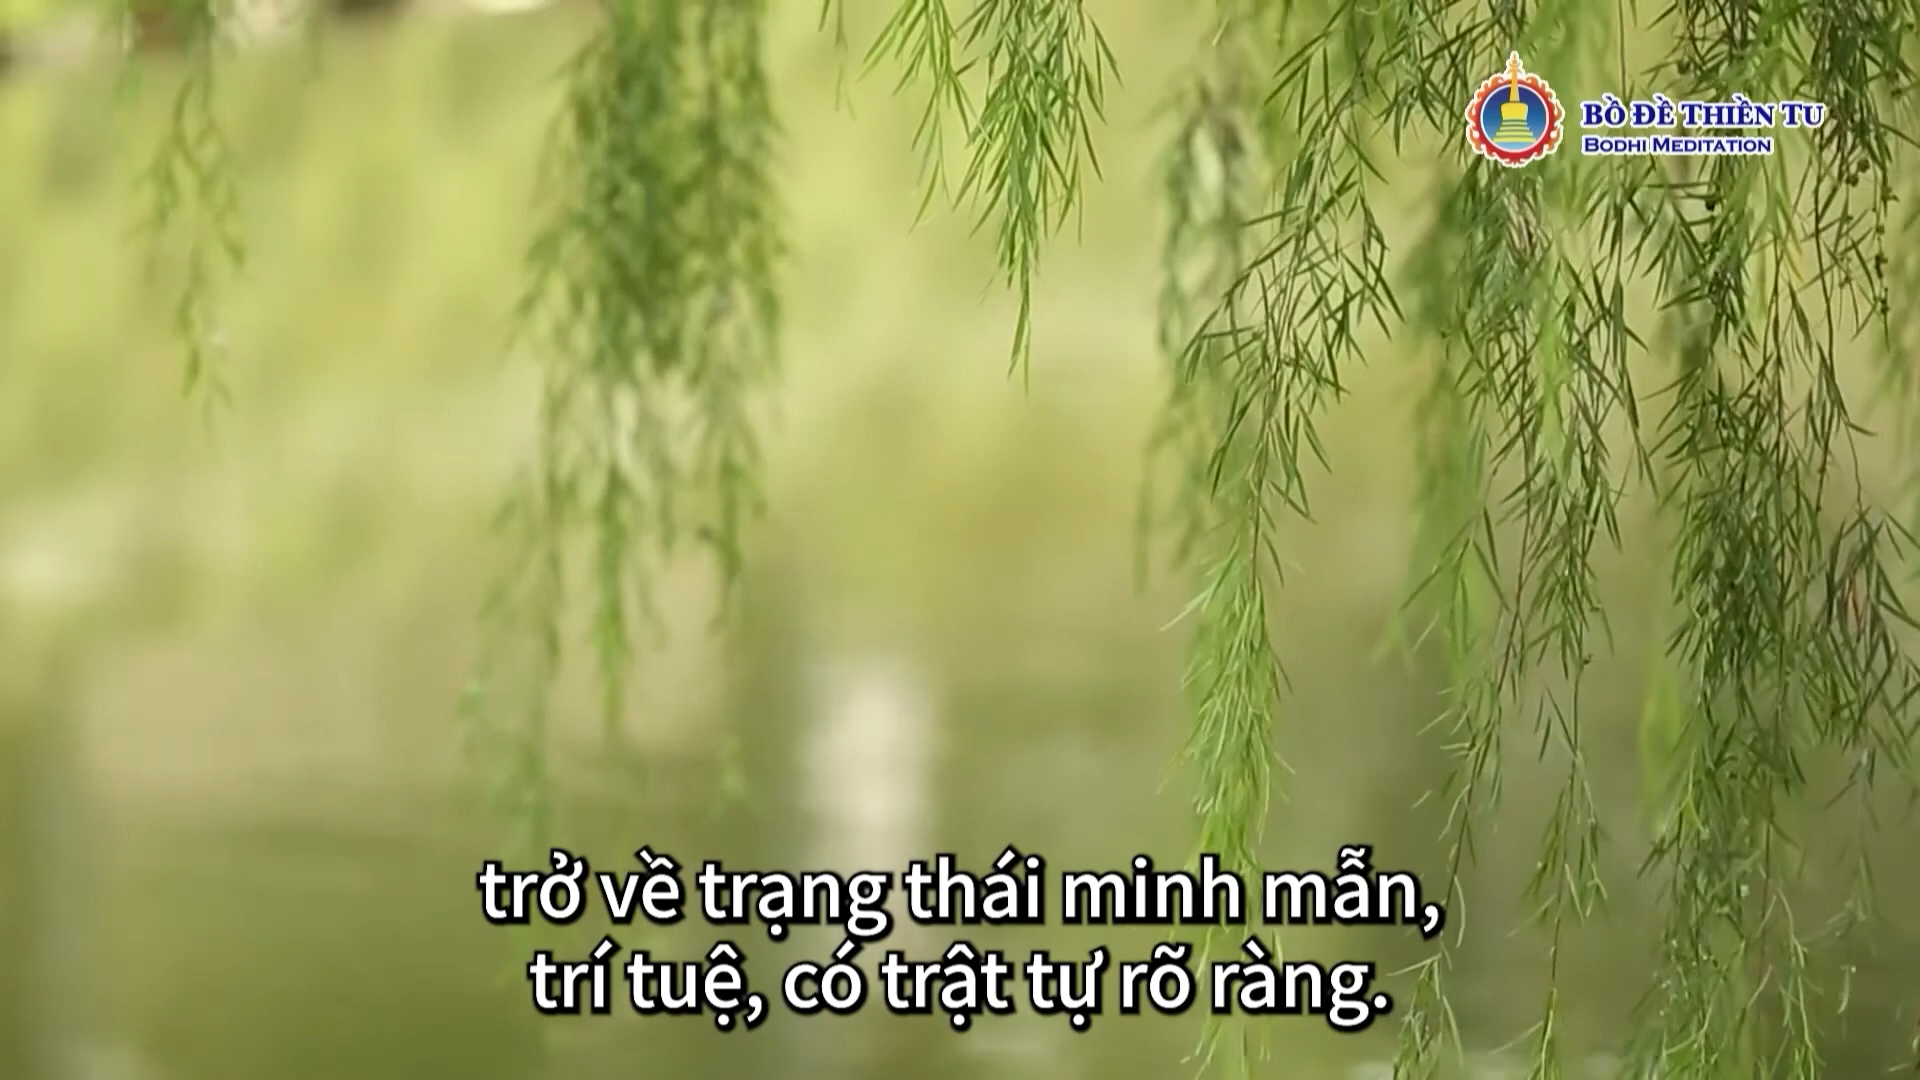 BỒ ĐỀ THIỀN TU
BODHI MEDITATION
trở về trạng thái minh mẫn,
trí tuệ, có trật tự rõ ràng.